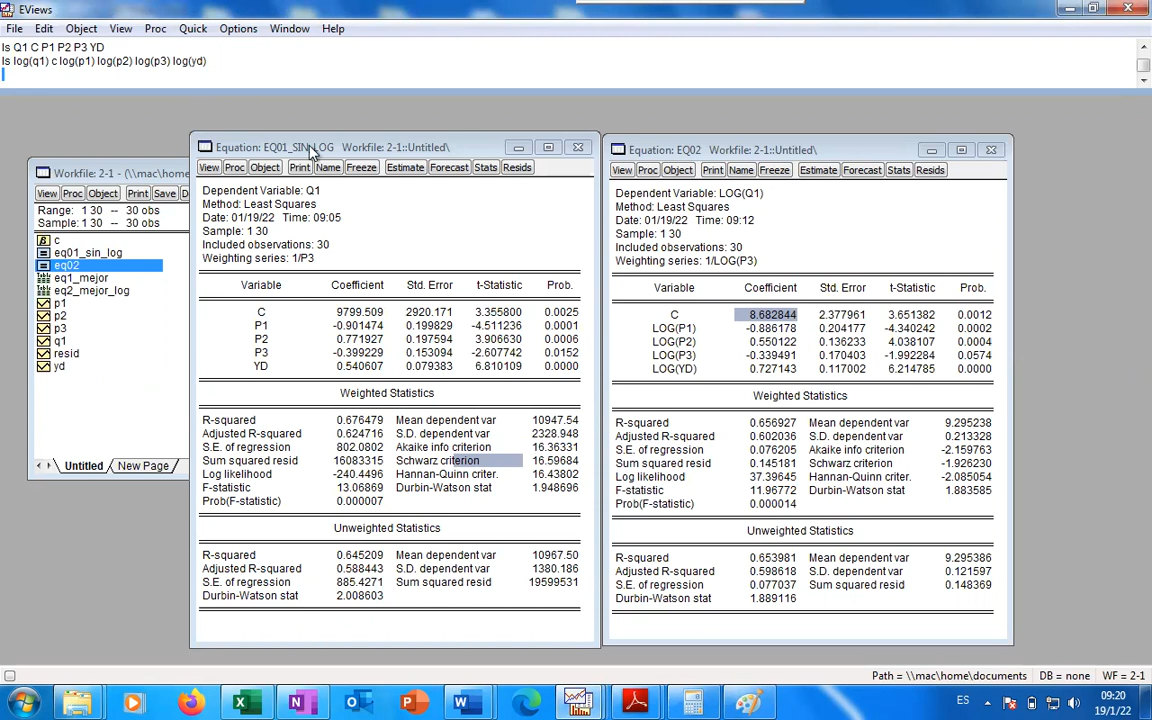 EViews
File Edit Object View Proc Quick Options Window Help
ls Q1 C P1 P2 P3 YD
ls log(q1) c log(p1) log(p2) log(p3) log(yd)
Workfile: 2-1 - (\\mac\home
View Proc Object Print Save
Range: 1 30 -- 30 obs
Sample: 1 30 -- 30 obs
c
eq01_sin_log
eq02
eq1_mejor
eq2_mejor_log
p1
p2
p3
q1
resid
yd
Untitled New Page
Equation: EQ01_SIN_LOG Workfile: 2-1::Untitled\
View Proc Object Print Name Freeze Estimate Forecast Stats Resids
Dependent Variable: Q1
Method: Least Squares
Date: 01/19/22 Time: 09:05
Sample: 1 30
Included observations: 30
Weighting series: 1/P3
Variable Coefficient Std. Error t-Statistic Prob.
C 9799.509 2920.171 3.355800 0.0025
P1 -0.901474 0.199829 -4.511236 0.0001
P2 0.771927 0.197594 3.906630 0.0006
P3 -0.399229 0.153094 -2.607742 0.0152
YD 0.540607 0.079383 6.810109 0.0000
Weighted Statistics
R-squared 0.676479 Mean dependent var 10947.54
Adjusted R-squared 0.624716 S.D. dependent var 2328.948
S.E. of regression 802.0802 Akaike info criterion 16.36331
Sum squared resid 16083315 Schwarz criterion 16.59684
Log likelihood -240.4496 Hannan-Quinn criter. 16.43802
F-statistic 13.06869 Durbin-Watson stat 1.948696
Prob(F-statistic) 0.000007
Unweighted Statistics
R-squared 0.645209 Mean dependent var 10967.50
Adjusted R-squared 0.588443 S.D. dependent var 1380.186
S.E. of regression 885.4271 Sum squared resid 19599531
Durbin-Watson stat 2.008603
Equation: EQ02 Workfile: 2-1::Untitled\
View Proc Object Print Name Freeze Estimate Forecast Stats Resids
Dependent Variable: LOG(Q1)
Method: Least Squares
Date: 01/19/22 Time: 09:12
Sample: 1 30
Included observations: 30
Weighting series: 1/LOG(P3)
Variable Coefficient Std. Error t-Statistic Prob.
C 8.682844 2.377961 3.651382 0.0012
LOG(P1) -0.886178 0.204177 -4.340242 0.0002
LOG(P2) 0.550122 0.136233 4.038107 0.0004
LOG(P3) -0.339491 0.170403 -1.992284 0.0574
LOG(YD) 0.727143 0.117002 6.214785 0.0000
Weighted Statistics
R-squared 0.656927 Mean dependent var 9.295238
Adjusted R-squared 0.602036 S.D. dependent var 0.213328
S.E. of regression 0.076205 Akaike info criterion -2.159763
Sum squared resid 0.145181 Schwarz criterion -1.926230
Log likelihood 37.39645 Hannan-Quinn criter. -2.085054
F-statistic 11.96772 Durbin-Watson stat 1.883585
Prob(F-statistic) 0.000014
Unweighted Statistics
R-squared 0.653981 Mean dependent var 9.295386
Adjusted R-squared 0.598618 S.D. dependent var 0.121597
S.E. of regression 0.077037 Sum squared resid 0.148369
Durbin-Watson stat 1.889116
Path = \\mac\home\documents DB = none WF = 2-1
ES 09:20
19/1/22